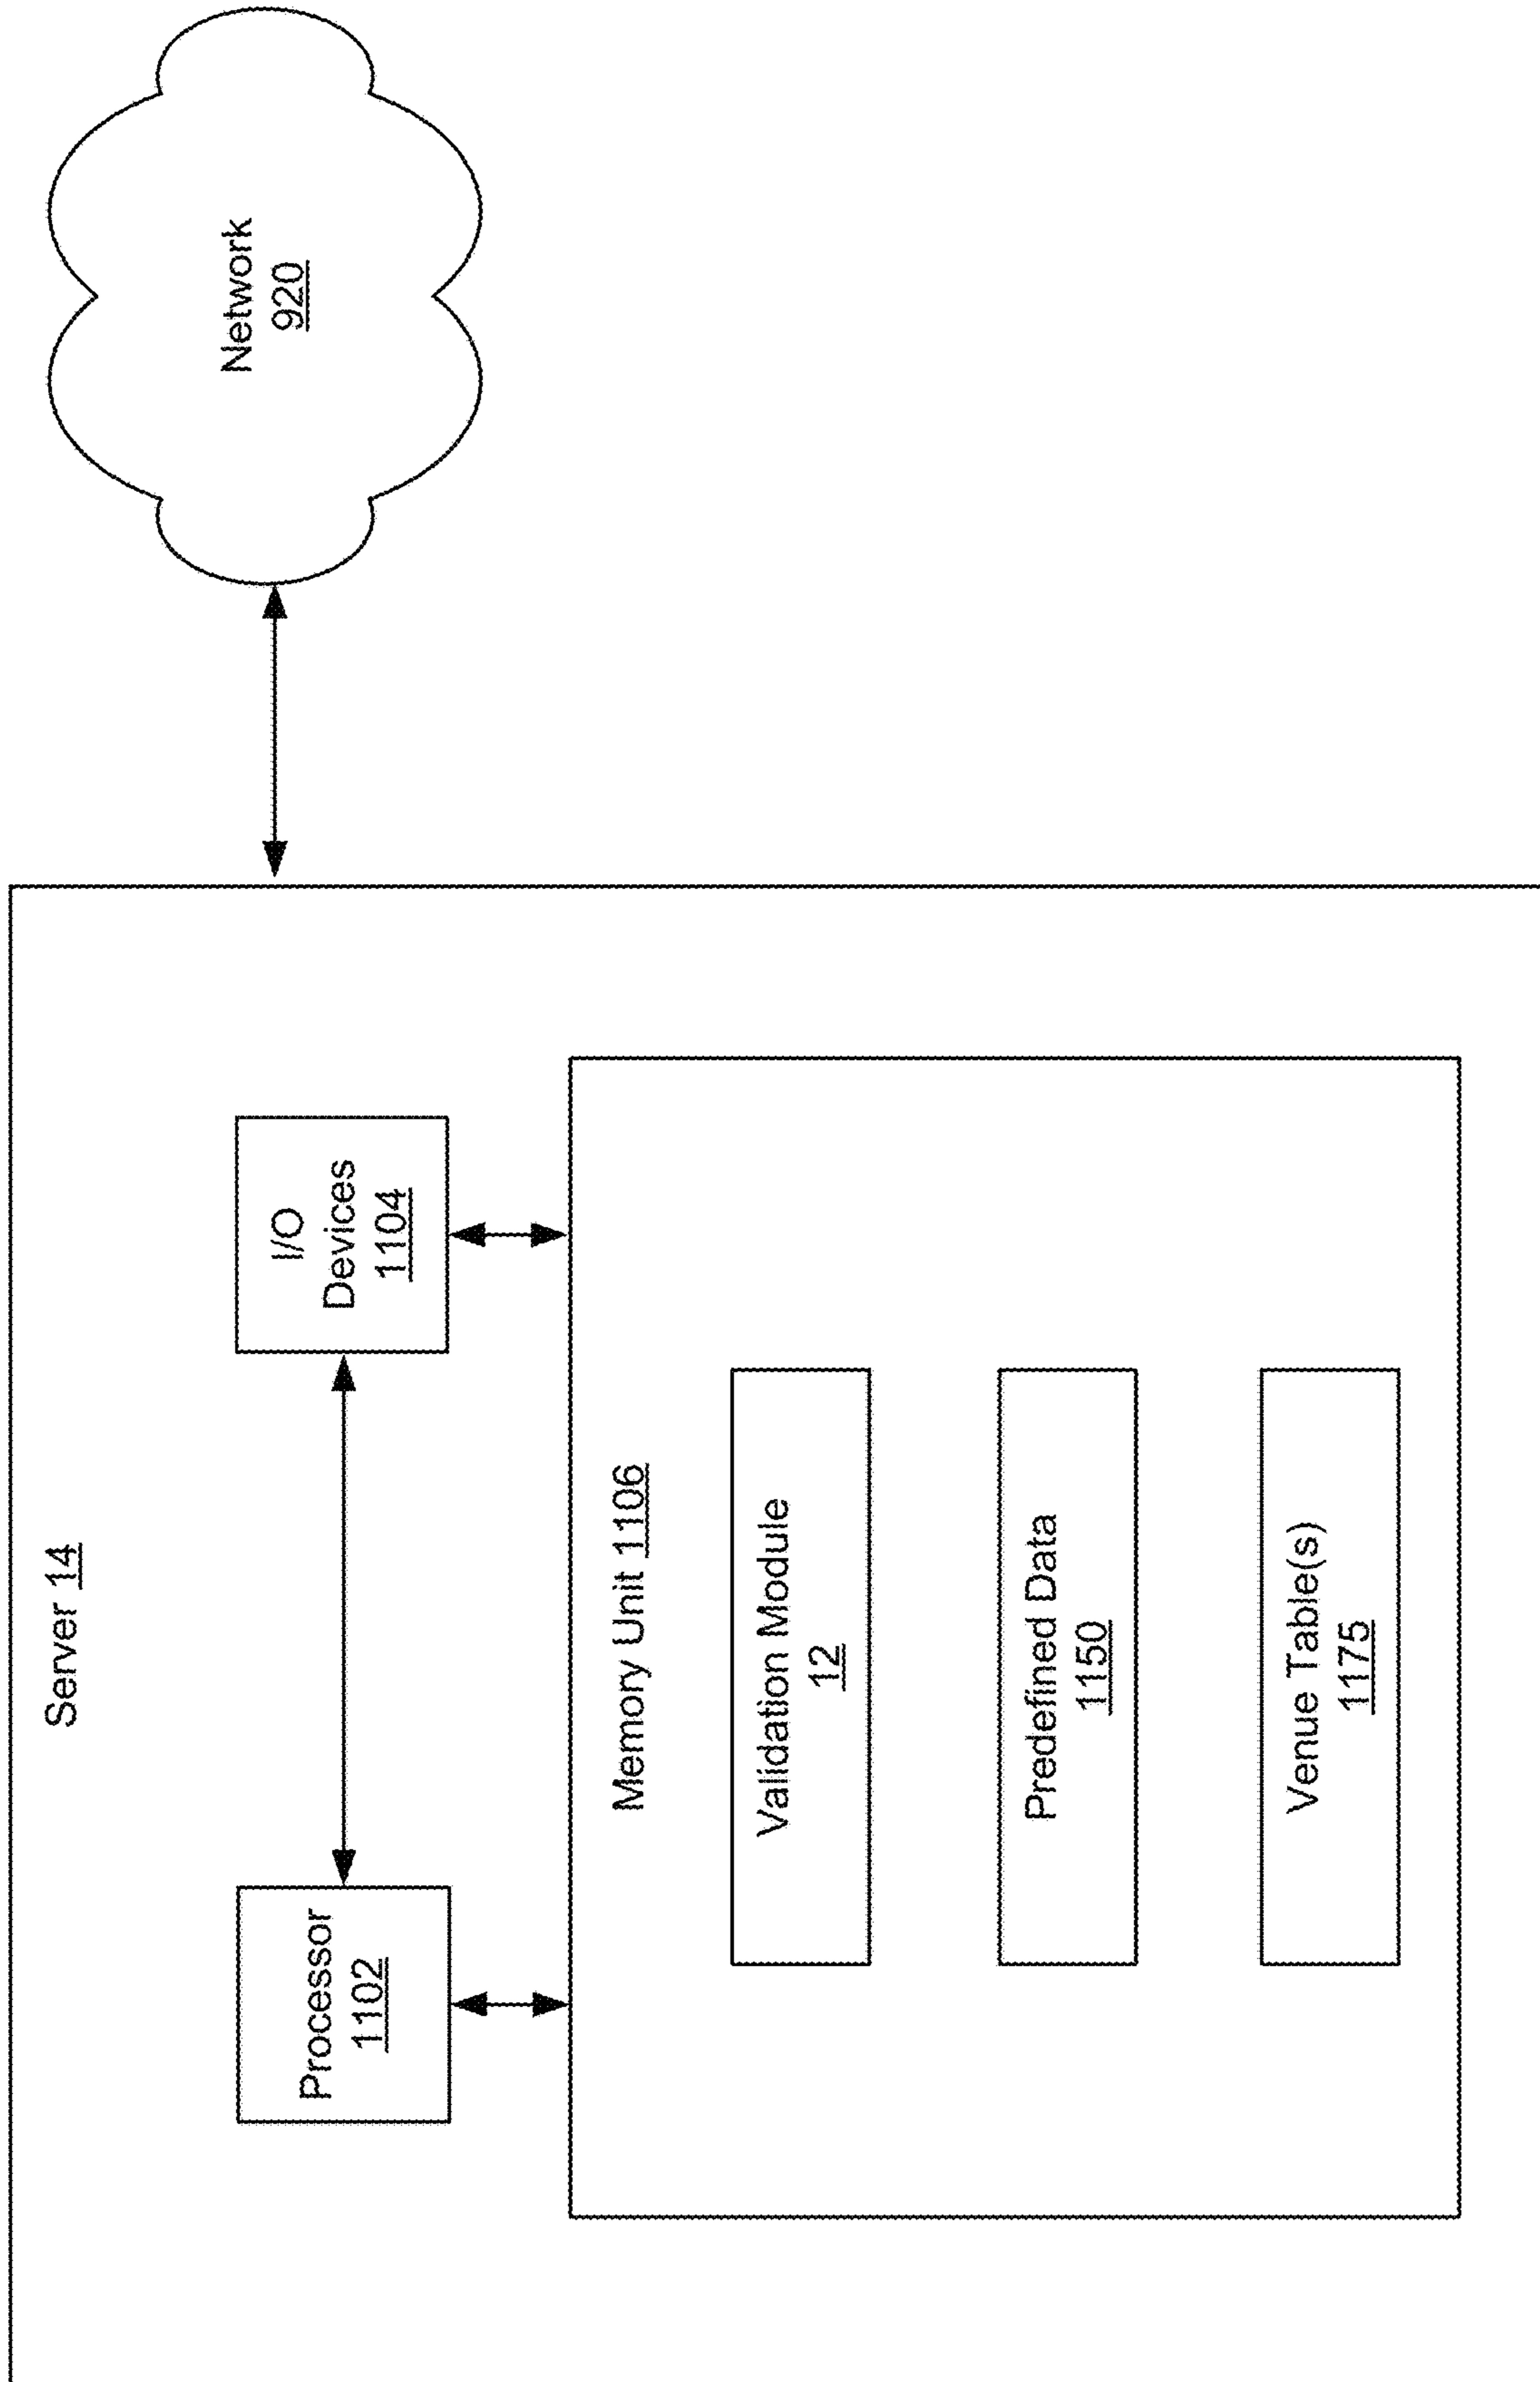 Server 14
Processor
1102
I/O
Devices
1104
Network
920
Memory Unit 1106
Validation Module
12
Predefined Data
1150
Venue Table(s)
1175